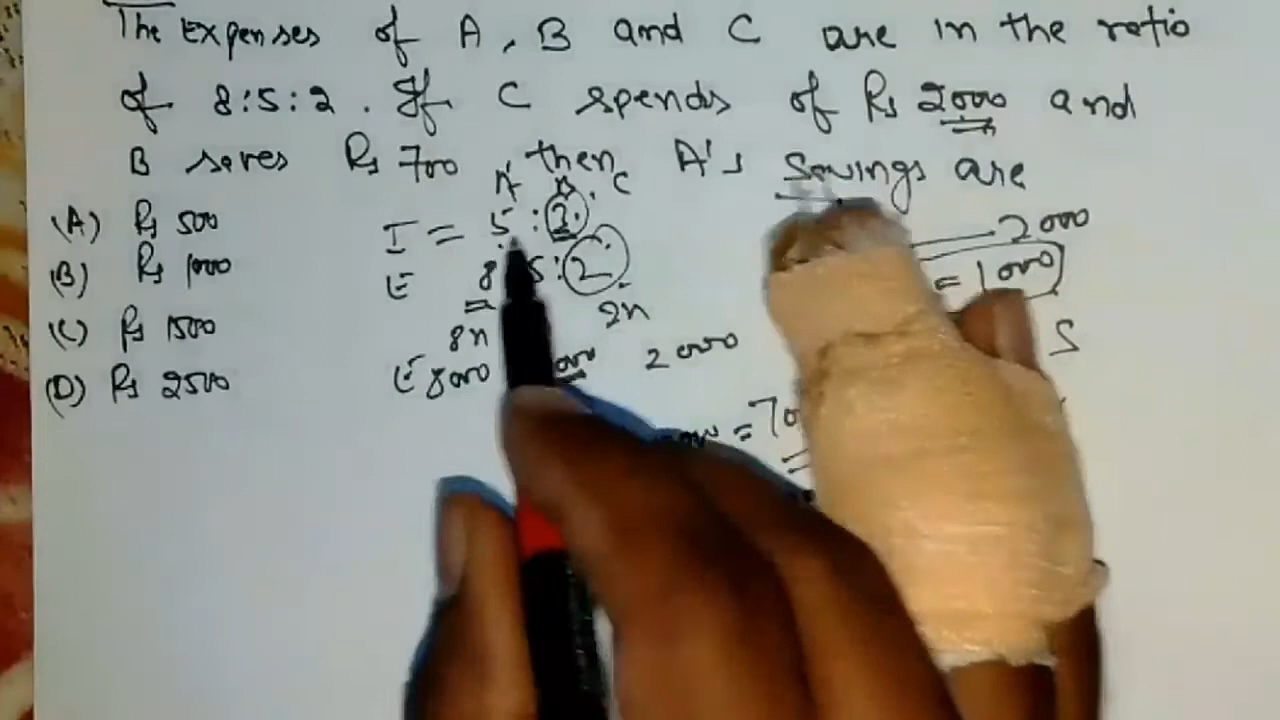 The Expenses of A, B and C are in the ratio
of 8:5:2. If C spends of Rs 2000 and
B saves Rs 700 then A's Savings are
A B. C
(A) Rs 500
I = 5:3.
2000
(B) Rs 1000
E 8 5:2
= 1000
8n
2n
(C) Rs 1500
S
E 8000
2000
(D) Rs 2500